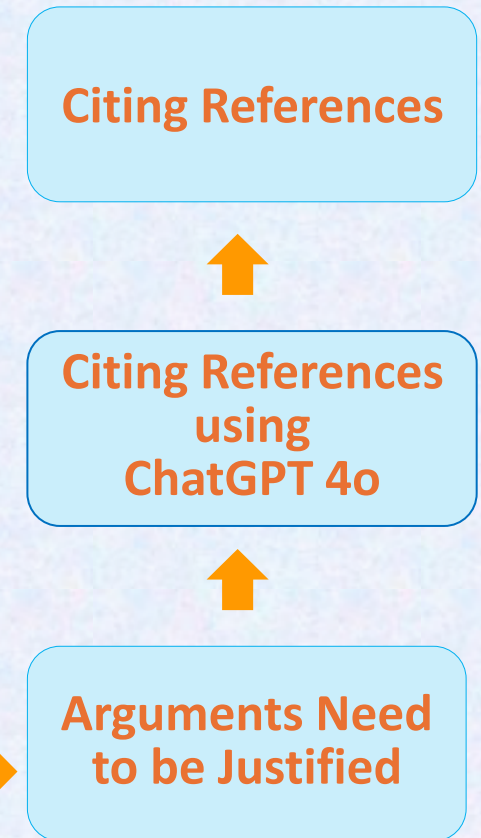 Citing References
Citing References
using
ChatGPT 4o
Arguments Need
to be Justified